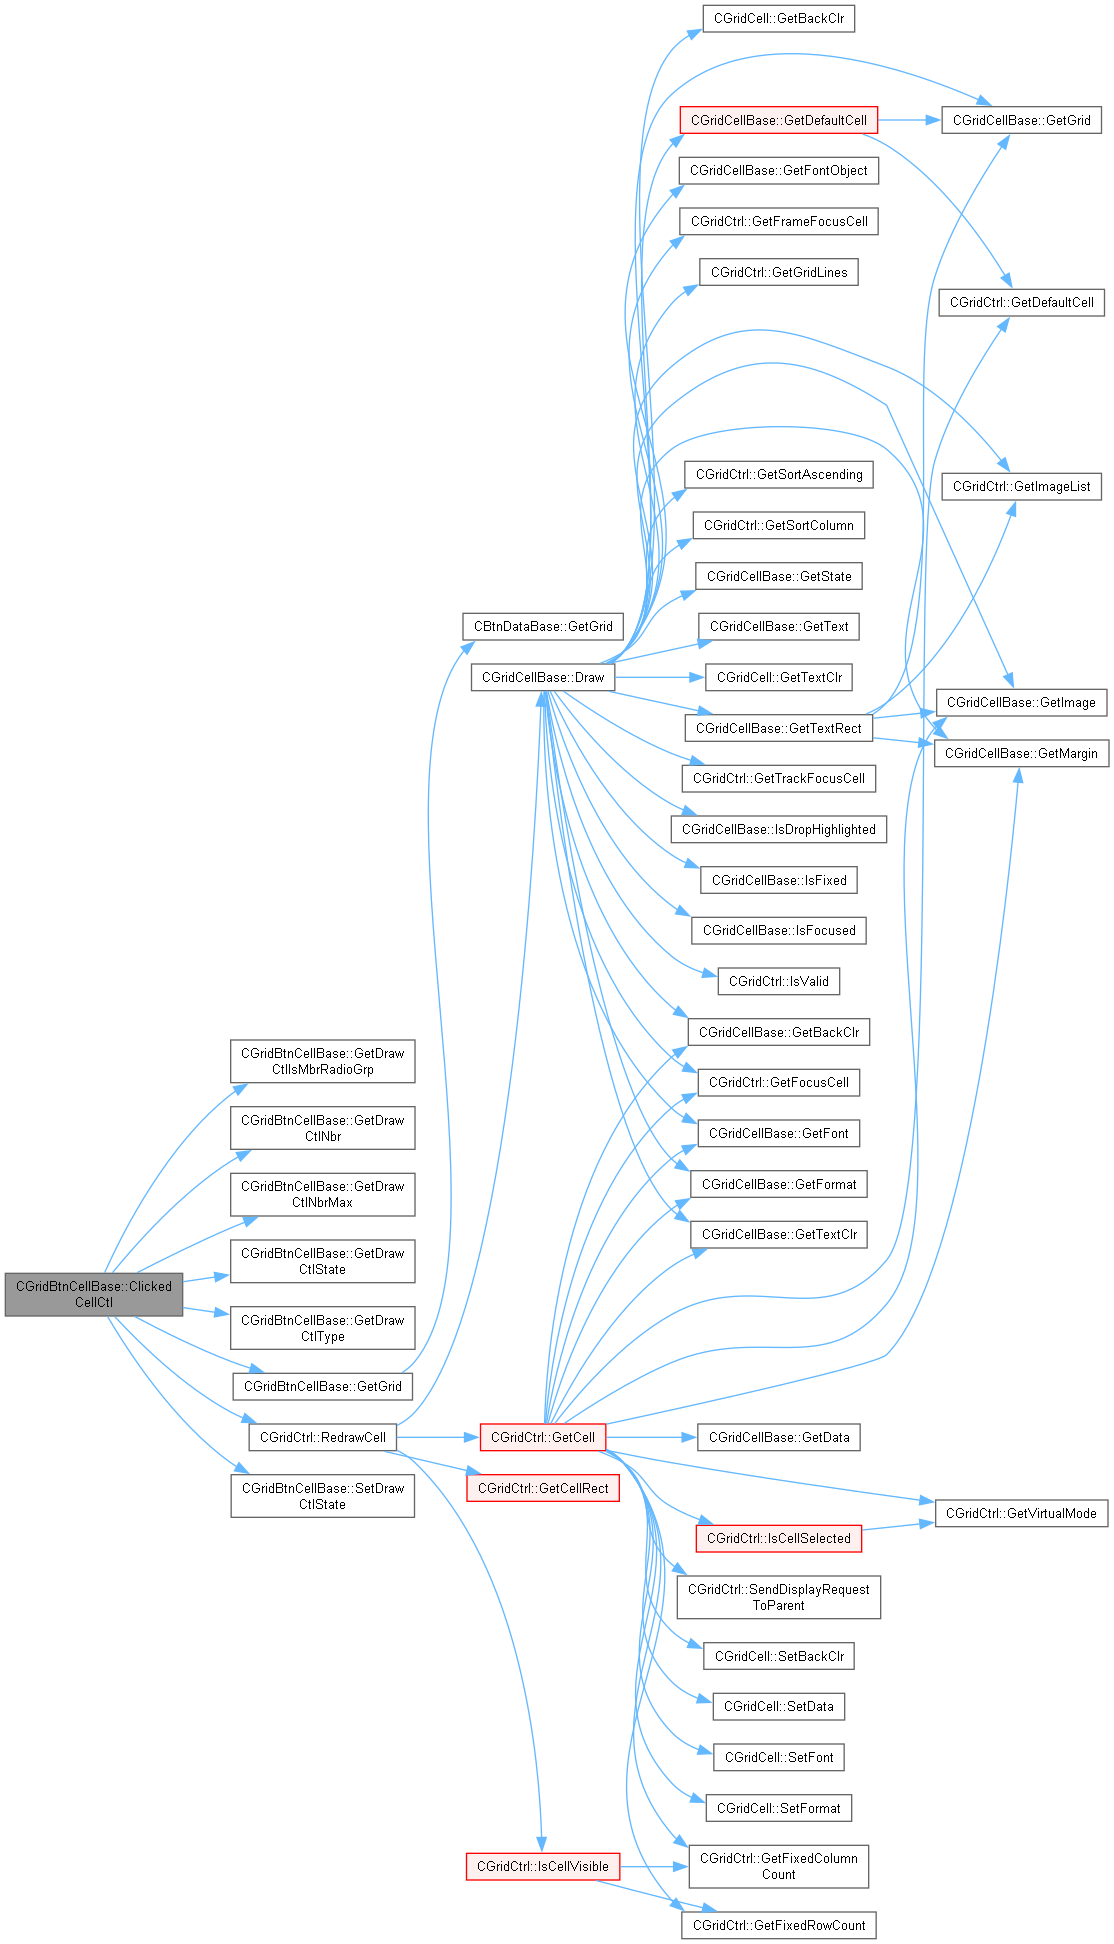 CGridCell::GetBackClr
CGridCellBase::GetDefaultCell
CGridCellBase::GetGrid
CGridCellBase::GetFontObject
CGridCtrl::GetFrameFocusCell
CGridCtrl::GetGridLines
CGridCtrl::GetDefaultCell
CGridCtrl::GetSortAscending
CGridCtrl::GetImageList
CGridCtrl::GetSortColumn
CGridCellBase::GetState
CBtnDataBase::GetGrid
CGridCellBase::GetText
CGridCellBase::Draw
CGridCell::GetTextClr
CGridCellBase::GetImage
CGridCellBase::GetTextRect
CGridCellBase::GetMargin
CGridCtrl::GetTrackFocusCell
CGridCellBase::IsDropHighlighted
CGridCellBase::IsFixed
CGridCellBase::IsFocused
CGridCtrl::IsValid
CGridCellBase::GetBackClr
CGridBtnCellBase::GetDraw
CtlIsMbrRadioGrp
CGridCtrl::GetFocusCell
CGridBtnCellBase::GetDraw
CtlNbr
CGridCellBase::GetFont
CGridBtnCellBase::GetDraw
CtlNbrMax
CGridCellBase::GetFormat
CGridCellBase::GetTextClr
CGridBtnCellBase::GetDraw
CtlState
CGridBtnCellBase::Clicked
CellCtl
CGridBtnCellBase::GetDraw
CtlType
CGridBtnCellBase::GetGrid
CGridCtrl::RedrawCell
CGridCtrl::GetCell
CGridCellBase::GetData
CGridBtnCellBase::SetDraw
CtlState
CGridCtrl::GetCellRect
CGridCtrl::GetVirtualMode
CGridCtrl::IsCellSelected
CGridCtrl::SendDisplayRequest
ToParent
CGridCell::SetBackClr
CGridCell::SetData
CGridCell::SetFont
CGridCell::SetFormat
CGridCtrl::IsCellVisible
CGridCtrl::GetFixedColumn
Count
CGridCtrl::GetFixedRowCount